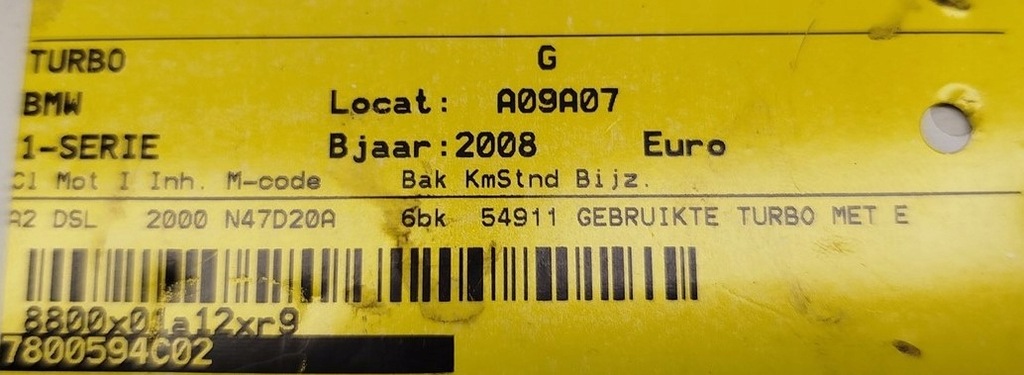 TURBO G
BMW Locat: A09A07
1-SERIE Bjaar:2008 Euro
Cl Mot I Inh. M-code Bak KmStnd Bijz.
A2 DSL 2000 N47D20A 6bk 54911 GEBRUIKTE TURBO MET E
8800x01a12xr9
7800594C02